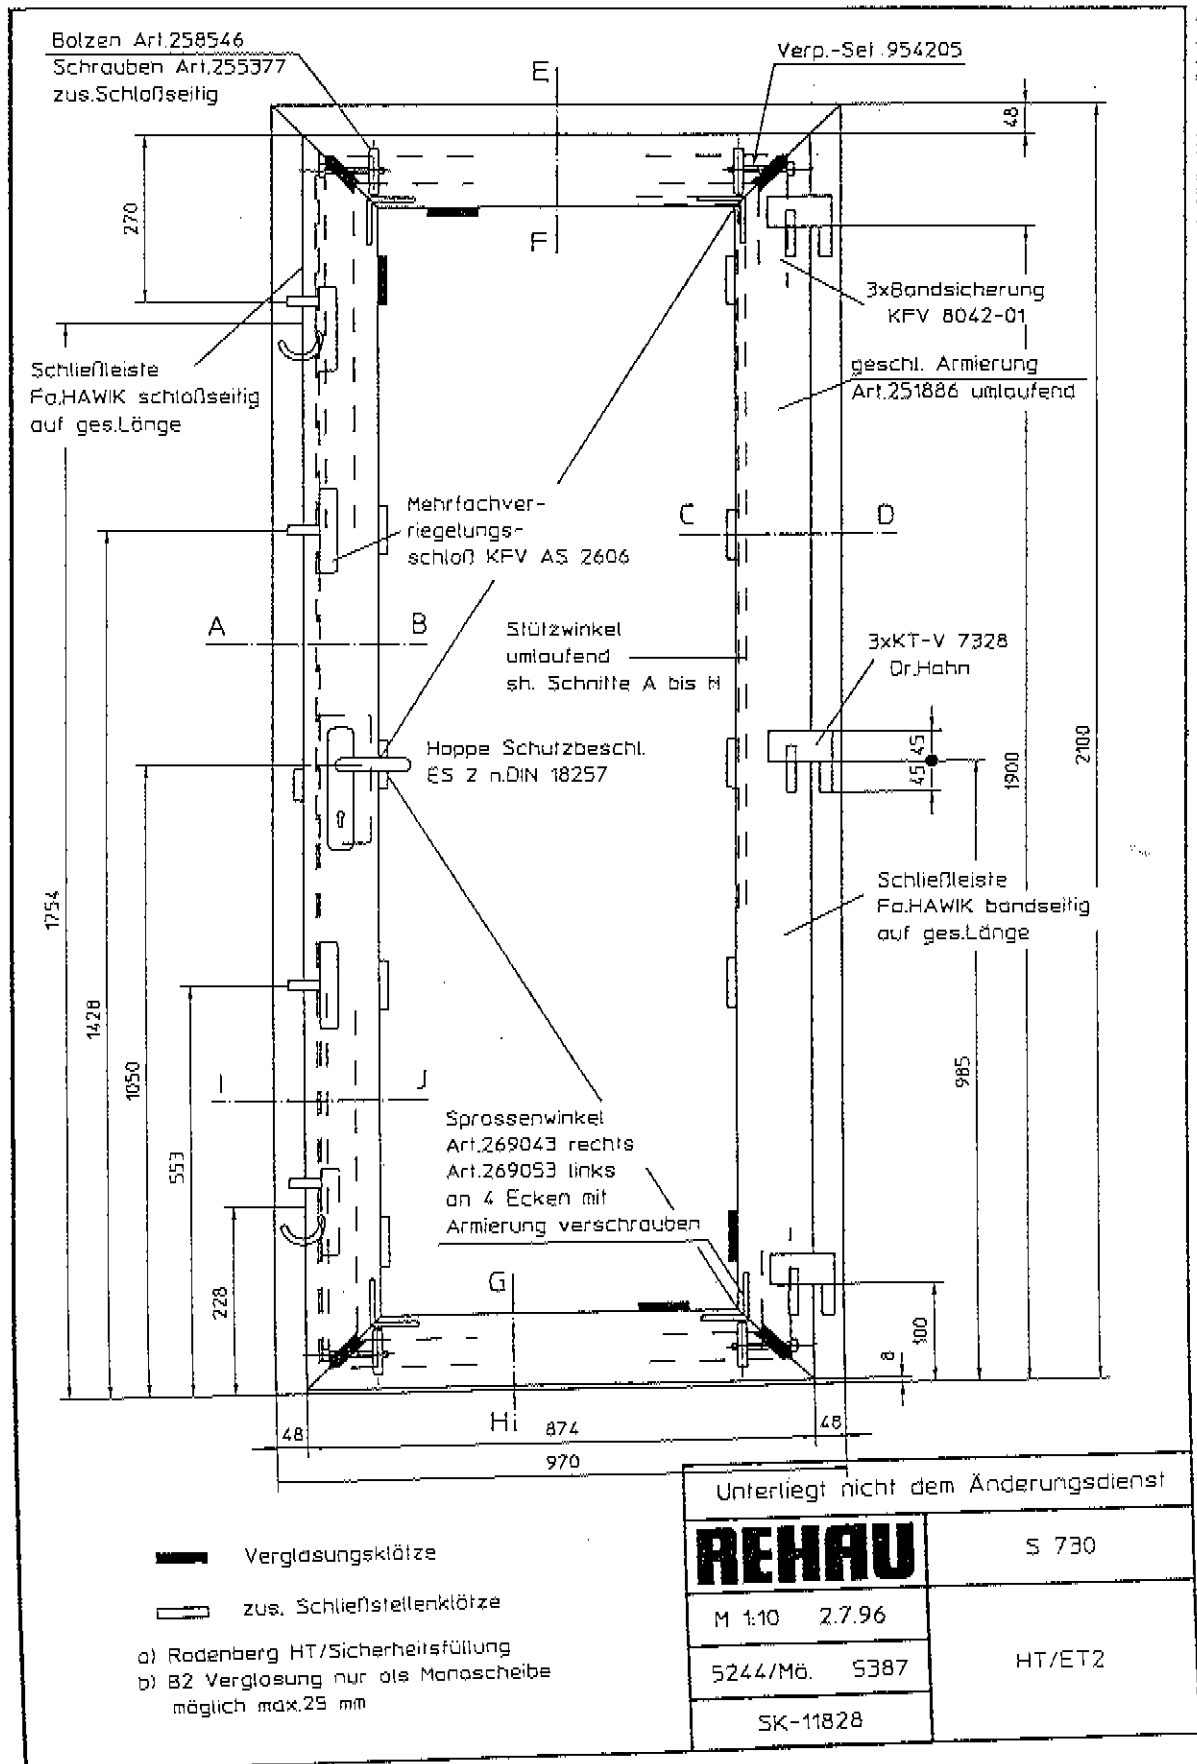 Bolzen Art.258546
Schrauben Art.255377
zus.Schloßseitig
E
Verp.-Set 954205
48
270
F
3xBandsicherung
KFV 8042-01
Schließleiste
Fa.HAWIK schloßseitig
auf ges.Länge
geschl. Armierung
Art.251886 umlaufend
Mehrfachver-
riegelungs-
schloß KFV AS 2606
C D
A B
Stützwinkel
umlaufend
sh. Schnitte A bis H
3xKT-V 7328
Dr.Hahn
Hoppe Schutzbeschl.
ES 2 n.DIN 18257
45
45
1900
2100
Schließleiste
Fa.HAWIK bandseitig
auf ges.Länge
1754
1428
1050
553
985
I J
Sprossenwinkel
Art.269043 rechts
Art.269053 links
an 4 Ecken mit
Armierung verschrauben
228
G
100
8
H
48 874 48
970
Verglasungsklötze
zus. Schließstellenklötze
a) Rodenberg HT/Sicherheitsfüllung
b) B2 Verglasung nur als Monoscheibe
möglich max.25 mm
Unterliegt nicht dem Änderungsdienst
REHAU
S 730
M 1:10 2.7.96
5244/Mö. S387
HT/ET2
SK-11828